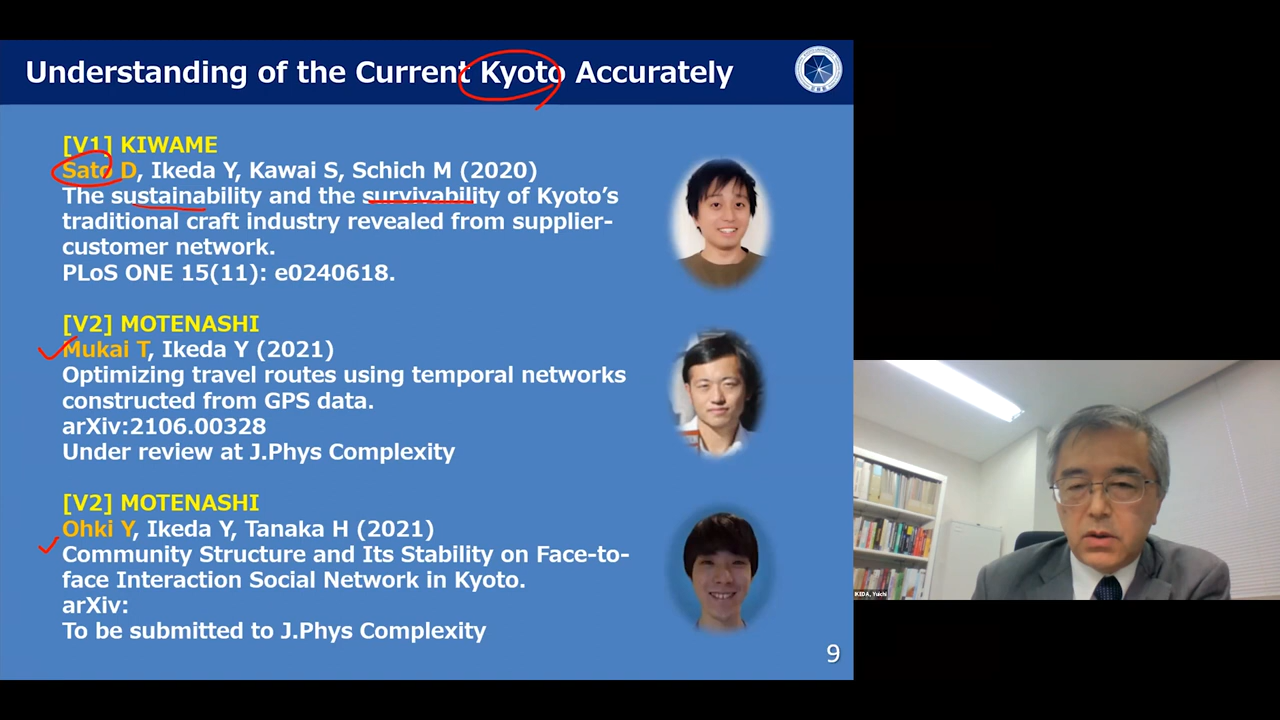 Understanding of the Current Kyoto Accurately
[V1] KIWAME
Sato D, Ikeda Y, Kawai S, Schich M (2020)
The sustainability and the survivability of Kyoto's
traditional craft industry revealed from supplier-
customer network.
PLoS ONE 15(11): e0240618.
[V2] MOTENASHI
Mukai T, Ikeda Y (2021)
Optimizing travel routes using temporal networks
constructed from GPS data.
arXiv:2106.00328
Under review at J.Phys Complexity
[V2] MOTENASHI
Ohki Y, Ikeda Y, Tanaka H (2021)
Community Structure and Its Stability on Face-to-
face Interaction Social Network in Kyoto.
arXiv:
To be submitted to J.Phys Complexity
9
IKEDA, Yuichi